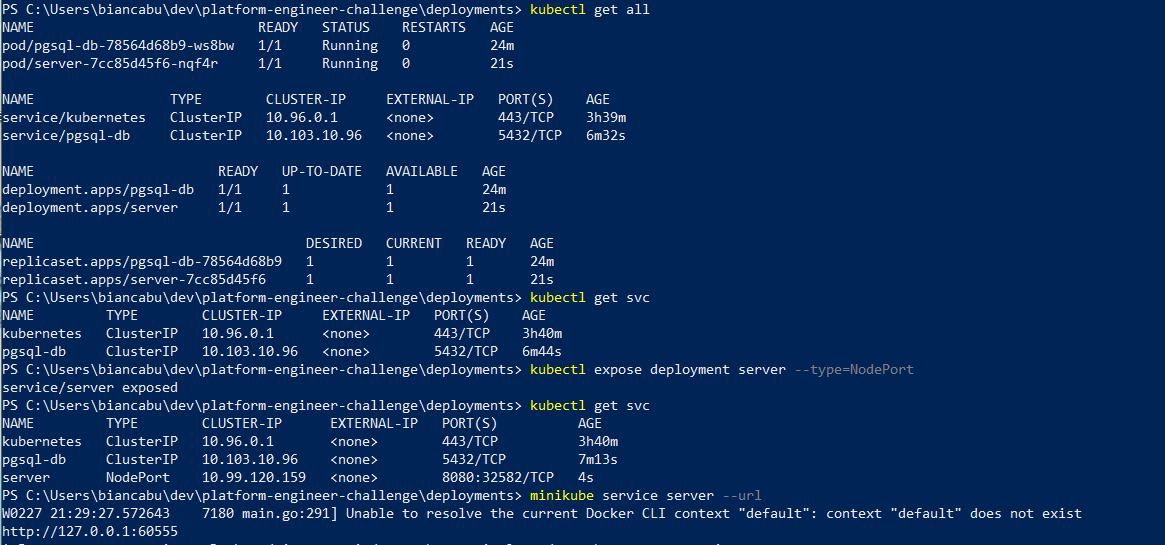 PS C:\Users\biancabu\dev\platform-engineer-challenge\deployments> kubectl get all
NAME READY STATUS RESTARTS AGE
pod/pgsql-db-78564d68b9-ws8bw 1/1 Running 0 24m
pod/server-7cc85d45f6-nqf4r 1/1 Running 0 21s
NAME TYPE CLUSTER-IP EXTERNAL-IP PORT(S) AGE
service/kubernetes ClusterIP 10.96.0.1 <none> 443/TCP 3h39m
service/pgsql-db ClusterIP 10.103.10.96 <none> 5432/TCP 6m32s
NAME READY UP-TO-DATE AVAILABLE AGE
deployment.apps/pgsql-db 1/1 1 1 24m
deployment.apps/server 1/1 1 1 21s
NAME DESIRED CURRENT READY AGE
replicaset.apps/pgsql-db-78564d68b9 1 1 1 24m
replicaset.apps/server-7cc85d45f6 1 1 1 21s
PS C:\Users\biancabu\dev\platform-engineer-challenge\deployments> kubectl get svc
NAME TYPE CLUSTER-IP EXTERNAL-IP PORT(S) AGE
kubernetes ClusterIP 10.96.0.1 <none> 443/TCP 3h40m
pgsql-db ClusterIP 10.103.10.96 <none> 5432/TCP 6m44s
PS C:\Users\biancabu\dev\platform-engineer-challenge\deployments> kubectl expose deployment server --type=NodePort
service/server exposed
PS C:\Users\biancabu\dev\platform-engineer-challenge\deployments> kubectl get svc
NAME TYPE CLUSTER-IP EXTERNAL-IP PORT(S) AGE
kubernetes ClusterIP 10.96.0.1 <none> 443/TCP 3h40m
pgsql-db ClusterIP 10.103.10.96 <none> 5432/TCP 7m13s
server NodePort 10.99.120.159 <none> 8080:32582/TCP 4s
PS C:\Users\biancabu\dev\platform-engineer-challenge\deployments> minikube service server --url
W0227 21:29:27.572643 7180 main.go:291] Unable to resolve the current Docker CLI context "default": context "default" does not exist
http://127.0.0.1:60555